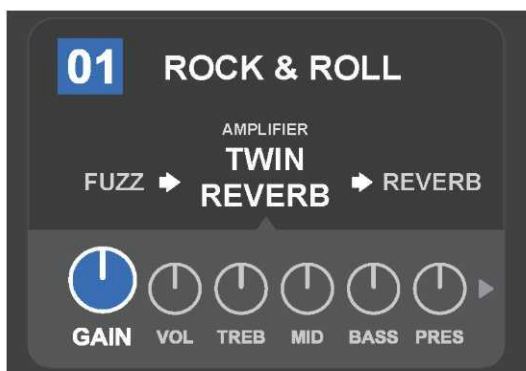 01 ROCK & ROLL
AMPLIFIER
TWIN
FUZZ REVERB REVERB
GAIN VOL TREB MID BASS PRES